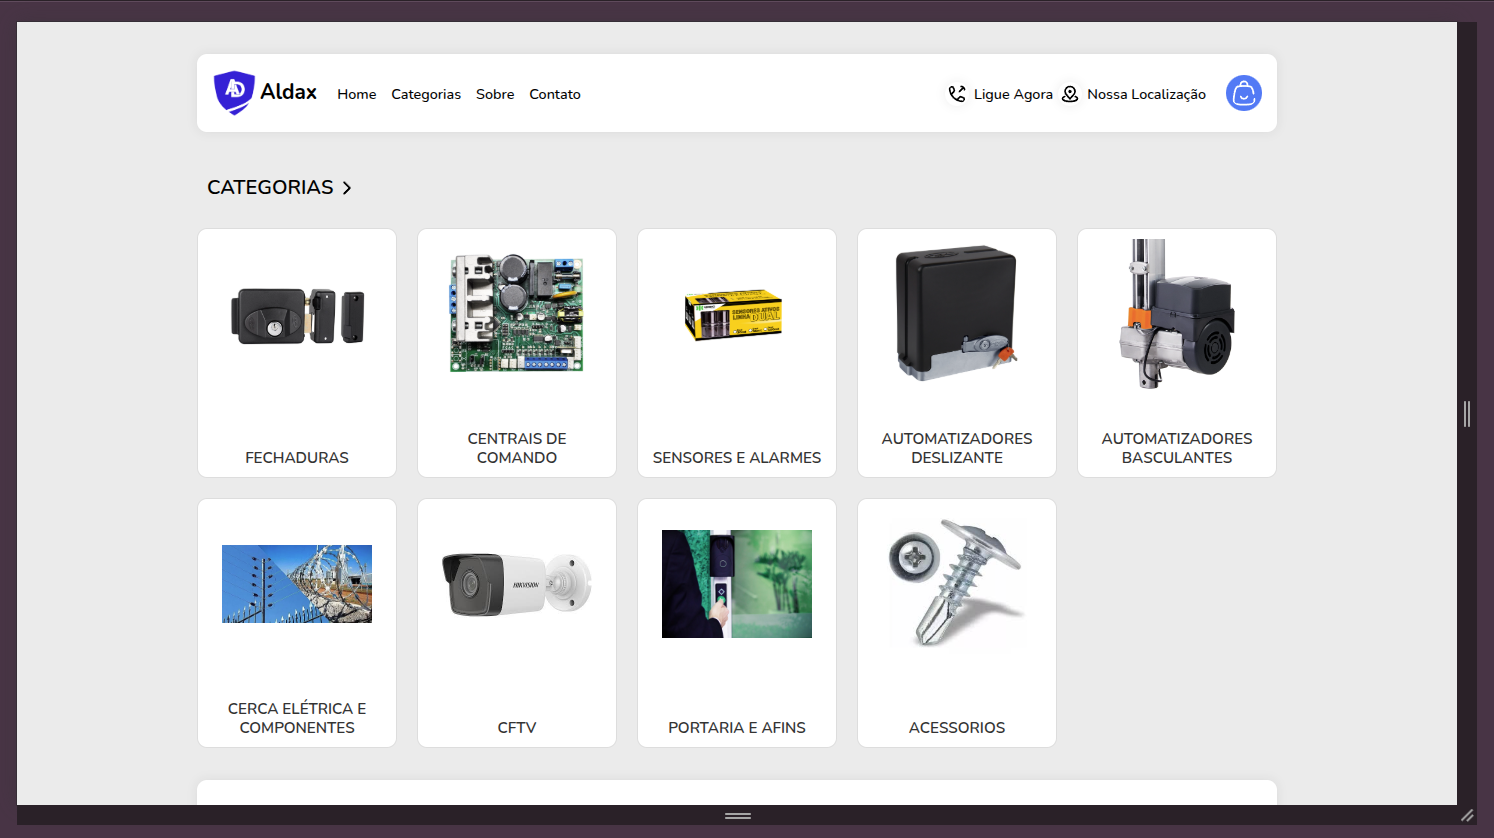 AD Aldax Home Categorias Sobre Contato Ligue Agora Nossa Localização
CATEGORIAS
FECHADURAS
CENTRAIS DE
COMANDO
SENSORES ATIVOS
LINHA DUAL
SENSORES E ALARMES
AUTOMATIZADORES
DESLIZANTE
AUTOMATIZADORES
BASCULANTES
CERCA ELÉTRICA E
COMPONENTES
HIKVISION
CFTV
PORTARIA E AFINS
ACESSORIOS